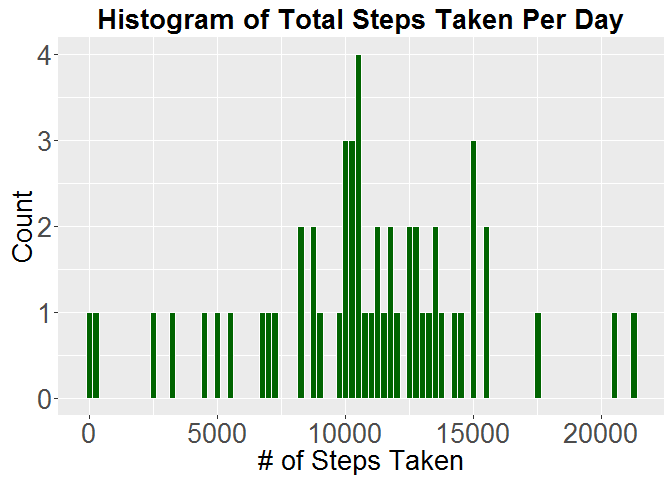 Histogram of Total Steps Taken Per Day
4
3
2
1
0
Count
0 5000 10000 15000 20000
# of Steps Taken